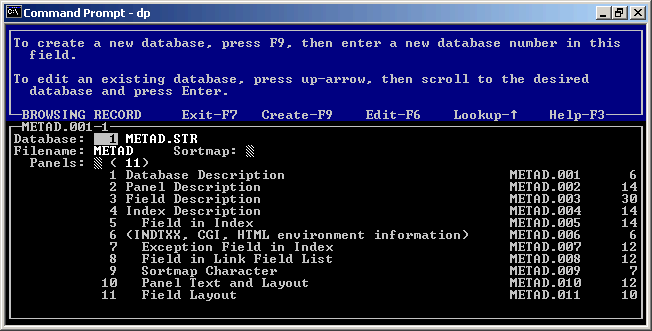 Command Prompt - dp
To create a new database, press F9, then enter a new database number in this
field.
To edit an existing database, press up-arrow, then scroll to the desired
database and press Enter.
BROWSING RECORD Exit-F7 Create-F9 Edit-F6 Lookup-↑ Help-F3
METAD.001-1
Database: 1 METAD.STR
Filename: METAD Sortmap:
Panels: ( 11)
1 Database Description METAD.001 6
2 Panel Description METAD.002 14
3 Field Description METAD.003 30
4 Index Description METAD.004 14
5 Field in Index METAD.005 14
6 (INDTXX, CGI, HTML environment information) METAD.006 6
7 Exception Field in Index METAD.007 12
8 Field in Link Field List METAD.008 12
9 Sortmap Character METAD.009 7
10 Panel Text and Layout METAD.010 12
11 Field Layout METAD.011 10